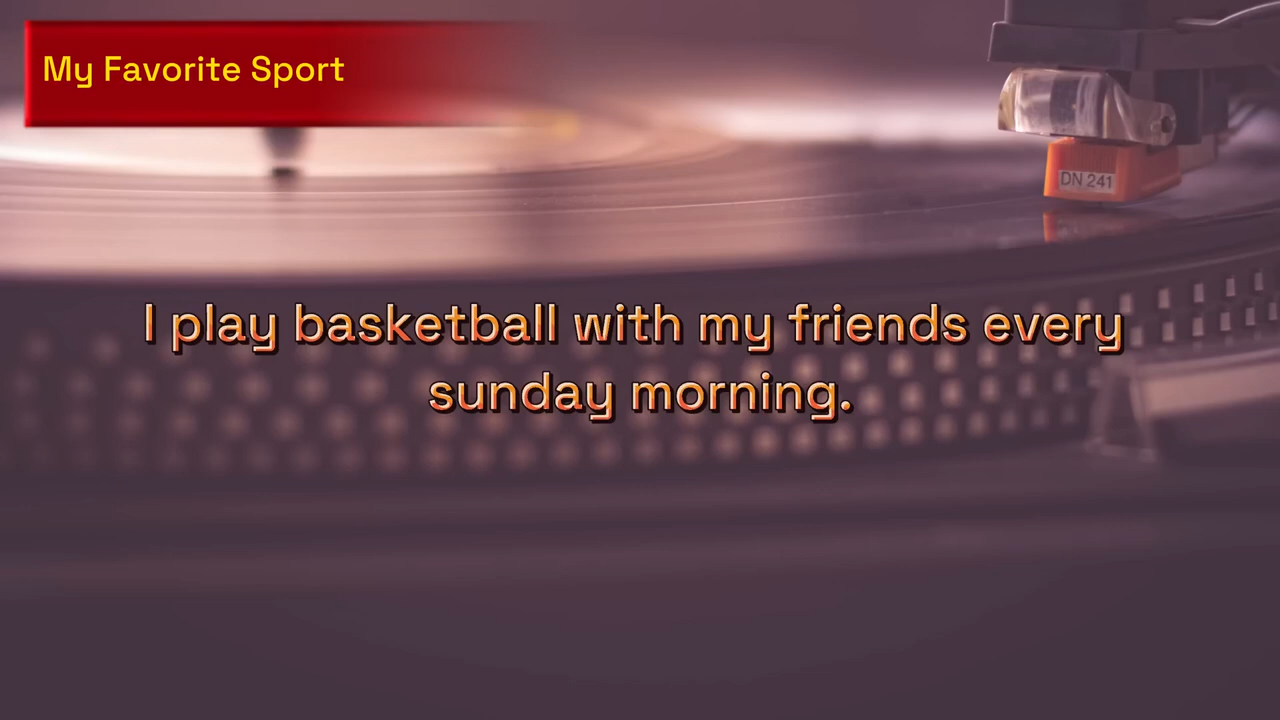 My Favorite Sport
DN 241
I play basketball with my friends every
sunday morning.